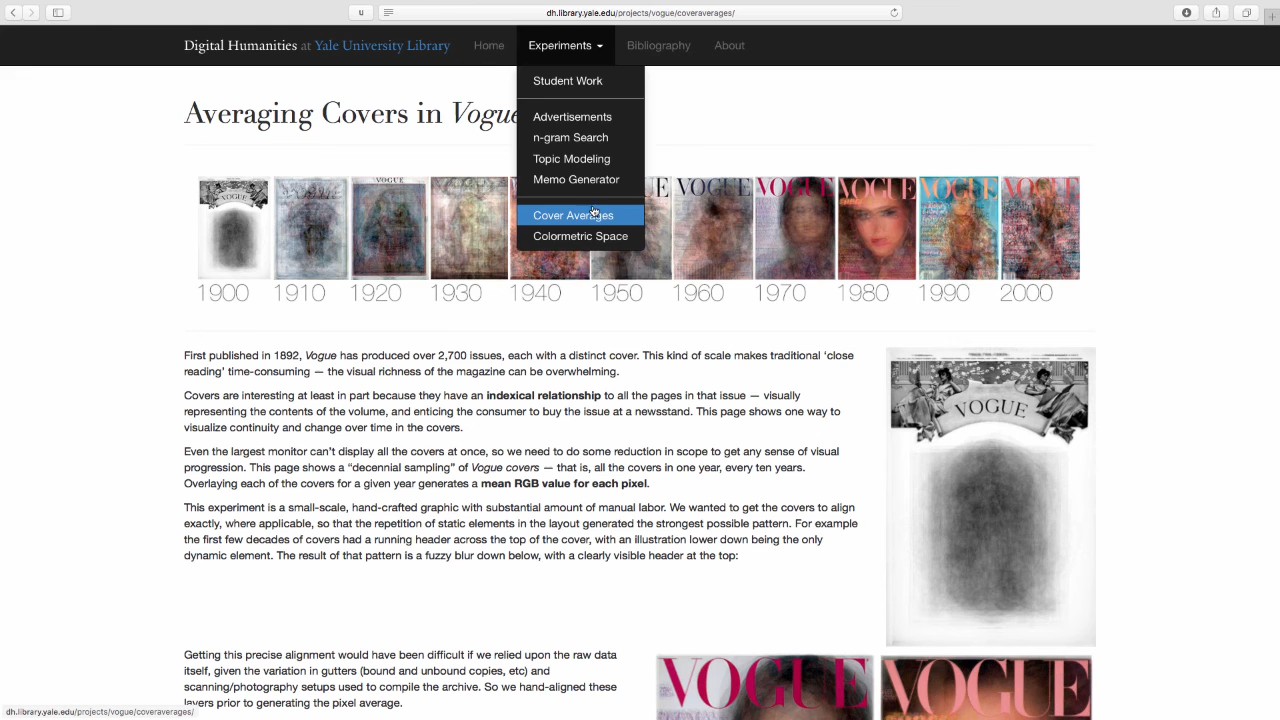 dh.library.yale.edu/projects/vogue/coveraverages/
Digital Humanities at Yale University Library
Home
Experiments
Bibliography
About
Student Work
Advertisements
n-gram Search
Topic Modeling
Memo Generator
Cover Averages
Colormetric Space
Averaging Covers in Vogue
VOGUE
VOGUE
VOGUE
VOGUE
VOGUE
VOGUE
VOGUE
1900
1910
1920
1930
1940
1950
1960
1970
1980
1990
2000
First published in 1892, Vogue has produced over 2,700 issues, each with a distinct cover. This kind of scale makes traditional ‘close
reading’ time-consuming — the visual richness of the magazine can be overwhelming.
Covers are interesting at least in part because they have an indexical relationship to all the pages in that issue — visually
representing the contents of the volume, and enticing the consumer to buy the issue at a newsstand. This page shows one way to
visualize continuity and change over time in the covers.
Even the largest monitor can’t display all the covers at once, so we need to do some reduction in scope to get any sense of visual
progression. This page shows a “decennial sampling” of Vogue covers — that is, all the covers in one year, every ten years.
Overlaying each of the covers for a given year generates a mean RGB value for each pixel.
This experiment is a small-scale, hand-crafted graphic with substantial amount of manual labor. We wanted to get the covers to align
exactly, where applicable, so that the repetition of static elements in the layout generated the strongest possible pattern. For example
the first few decades of covers had a running header across the top of the cover, with an illustration lower down being the only
dynamic element. The result of that pattern is a fuzzy blur down below, with a clearly visible header at the top:
VOGUE
Getting this precise alignment would have been difficult if we relied upon the raw data
itself, given the variation in gutters (bound and unbound copies, etc) and
scanning/photography setups used to compile the archive. So we hand-aligned these
layers prior to generating the pixel average.
VOGUE
VOGUE
dh.library.yale.edu/projects/vogue/coveraverages/